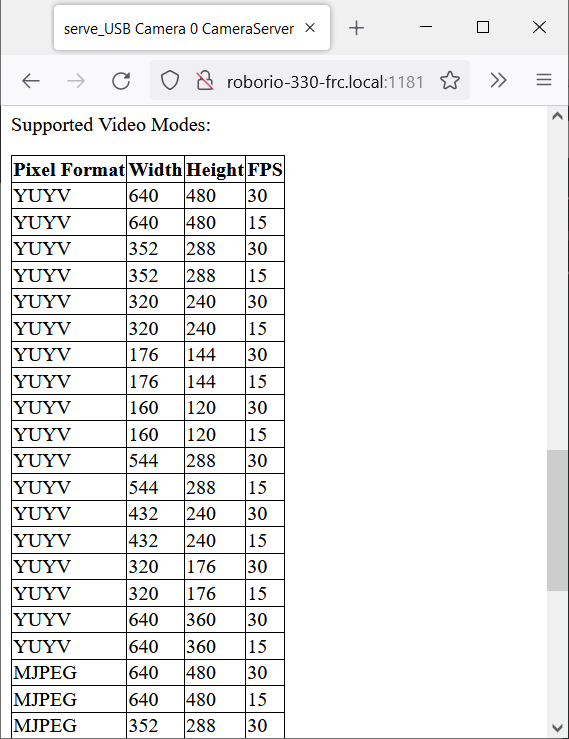 serve_USB Camera 0 CameraServer
roborio-330-frc.local:1181
Supported Video Modes:
Pixel Format Width Height FPS
YUYV 640 480 30
YUYV 640 480 15
YUYV 352 288 30
YUYV 352 288 15
YUYV 320 240 30
YUYV 320 240 15
YUYV 176 144 30
YUYV 176 144 15
YUYV 160 120 30
YUYV 160 120 15
YUYV 544 288 30
YUYV 544 288 15
YUYV 432 240 30
YUYV 432 240 15
YUYV 320 176 30
YUYV 320 176 15
YUYV 640 360 30
YUYV 640 360 15
MJPEG 640 480 30
MJPEG 640 480 15
MJPEG 352 288 30